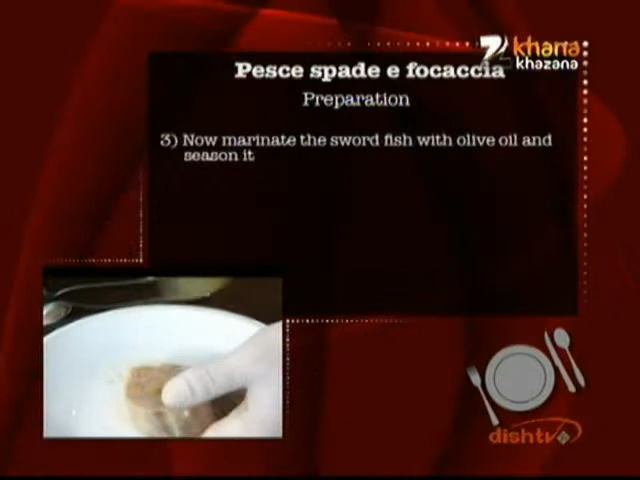 khana
khazana
Pesce spade e focaccia
Preparation
3) Now marinate the sword fish with olive oil and
season it
dishtv